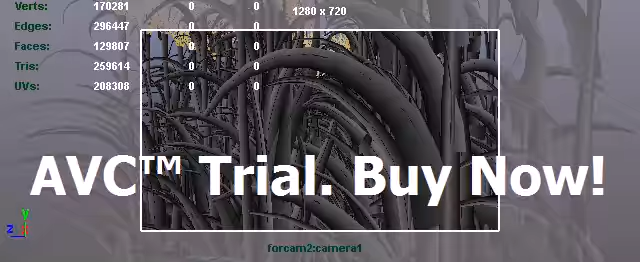 Verts: 170281 0 0
1280 x 720
Edges: 296447 0 0
Faces: 129807 0 0
Tris: 259614 0 0
UVs: 208308 0 0
AVC™ Trial. Buy Now!
y
z x
forcam2:camera1